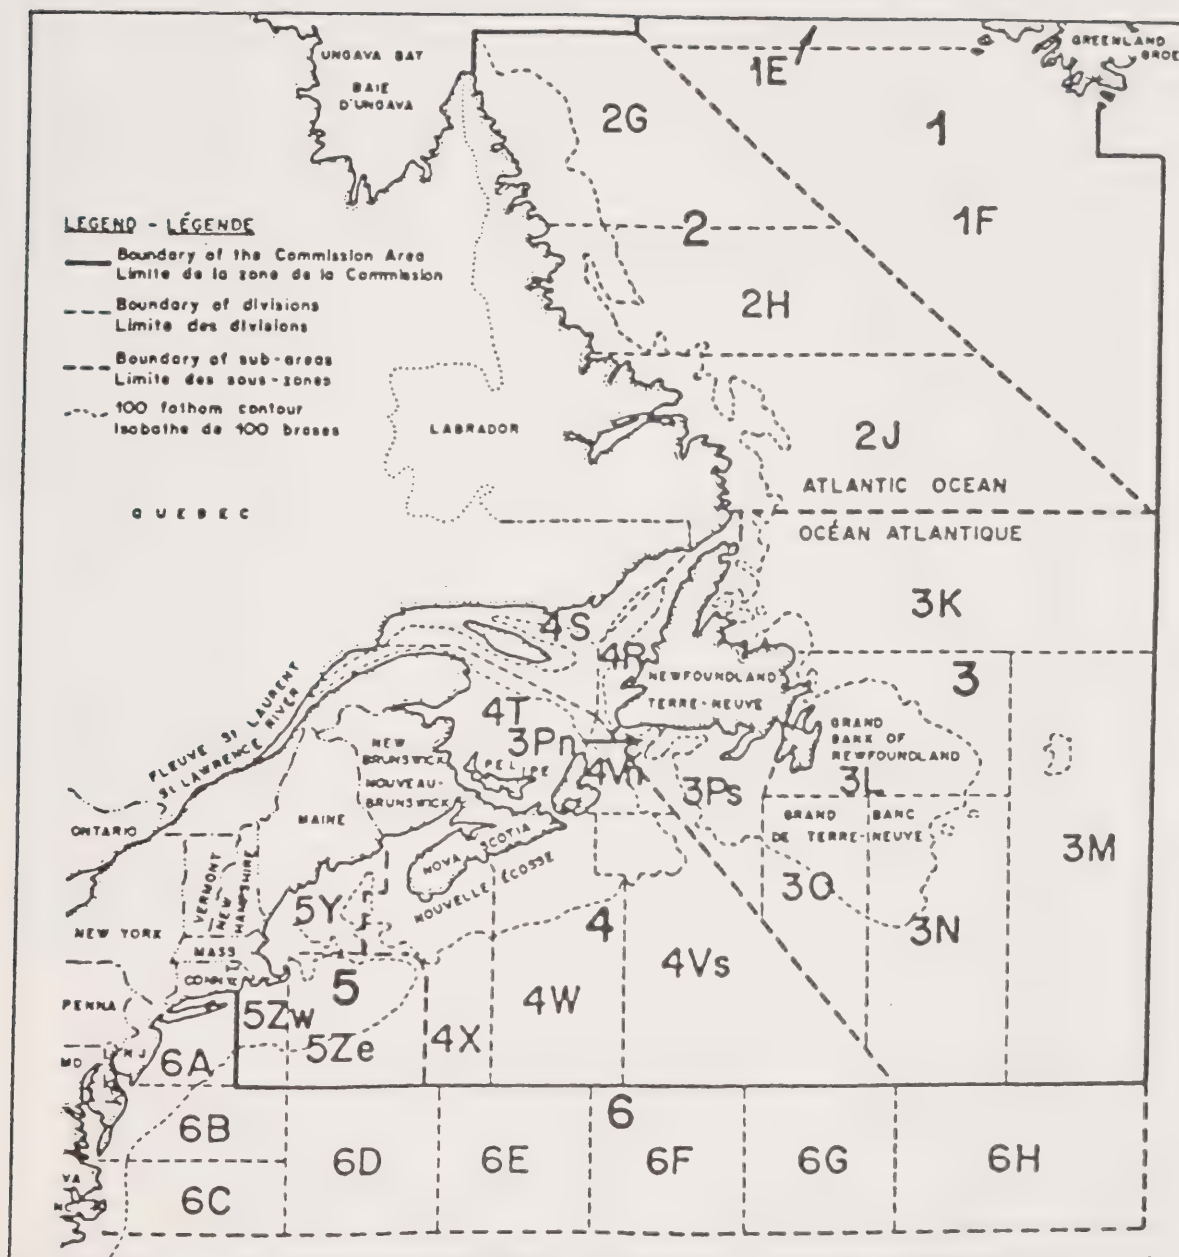 UNGAVA BAY
BAIE
D'UNGAVA
GREENLAND
1E
1
2G
1F
2
2H
LEGEND - LÉGENDE
Boundary of the Commission Area
Limite de la zone de la Commission
Boundary of divisions
Limite des divisions
Boundary of sub-areas
Limite des sous-zones
100 fathom contour
Isobathe de 100 brases
LABRADOR
2J
ATLANTIC OCEAN
QUEBEC
OCÉAN ATLANTIQUE
3K
4S
4R
NEWFOUNDLAND
TERRE-NEUVE
3
FLEUVE ST LAURENT
ST LAWRENCE RIVER
4T
3Pn
GRAND
BANK OF
NEWFOUNDLAND
NEW
BRUNSWICK
NOUVEAU-
BRUNSWICK
4Vn
3Ps
3L
ONTARIO
MAINE
GRAND BANC
DE TERRE-NEUVE
3M
VERMONT
NEW
HAMPSHIRE
NOVA SCOTIA
NOUVELLE ÉCOSSE
3O
5Y
NEW YORK
4
3N
MASS
4Vs
CONN
5
PENNA
5Zw
4W
4X
5Ze
MD
N J
6A
6
6B
6D
6E
6F
6G
6H
VA
6C